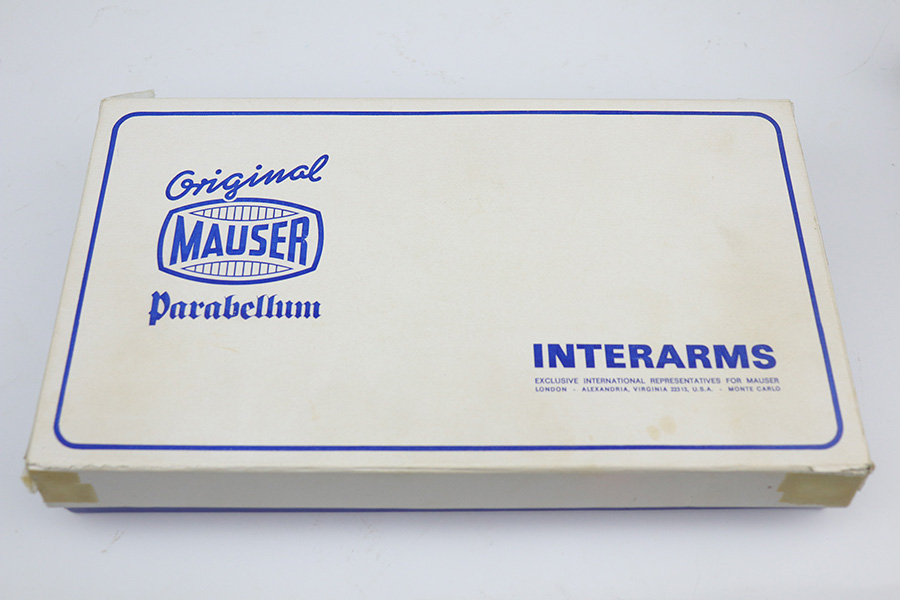 Original
MAUSER
Parabellum
INTERARMS
EXCLUSIVE INTERNATIONAL REPRESENTATIVES FOR MAUSER
LONDON - ALEXANDRIA, VIRGINIA 22313, U.S.A. - MONTE CARLO